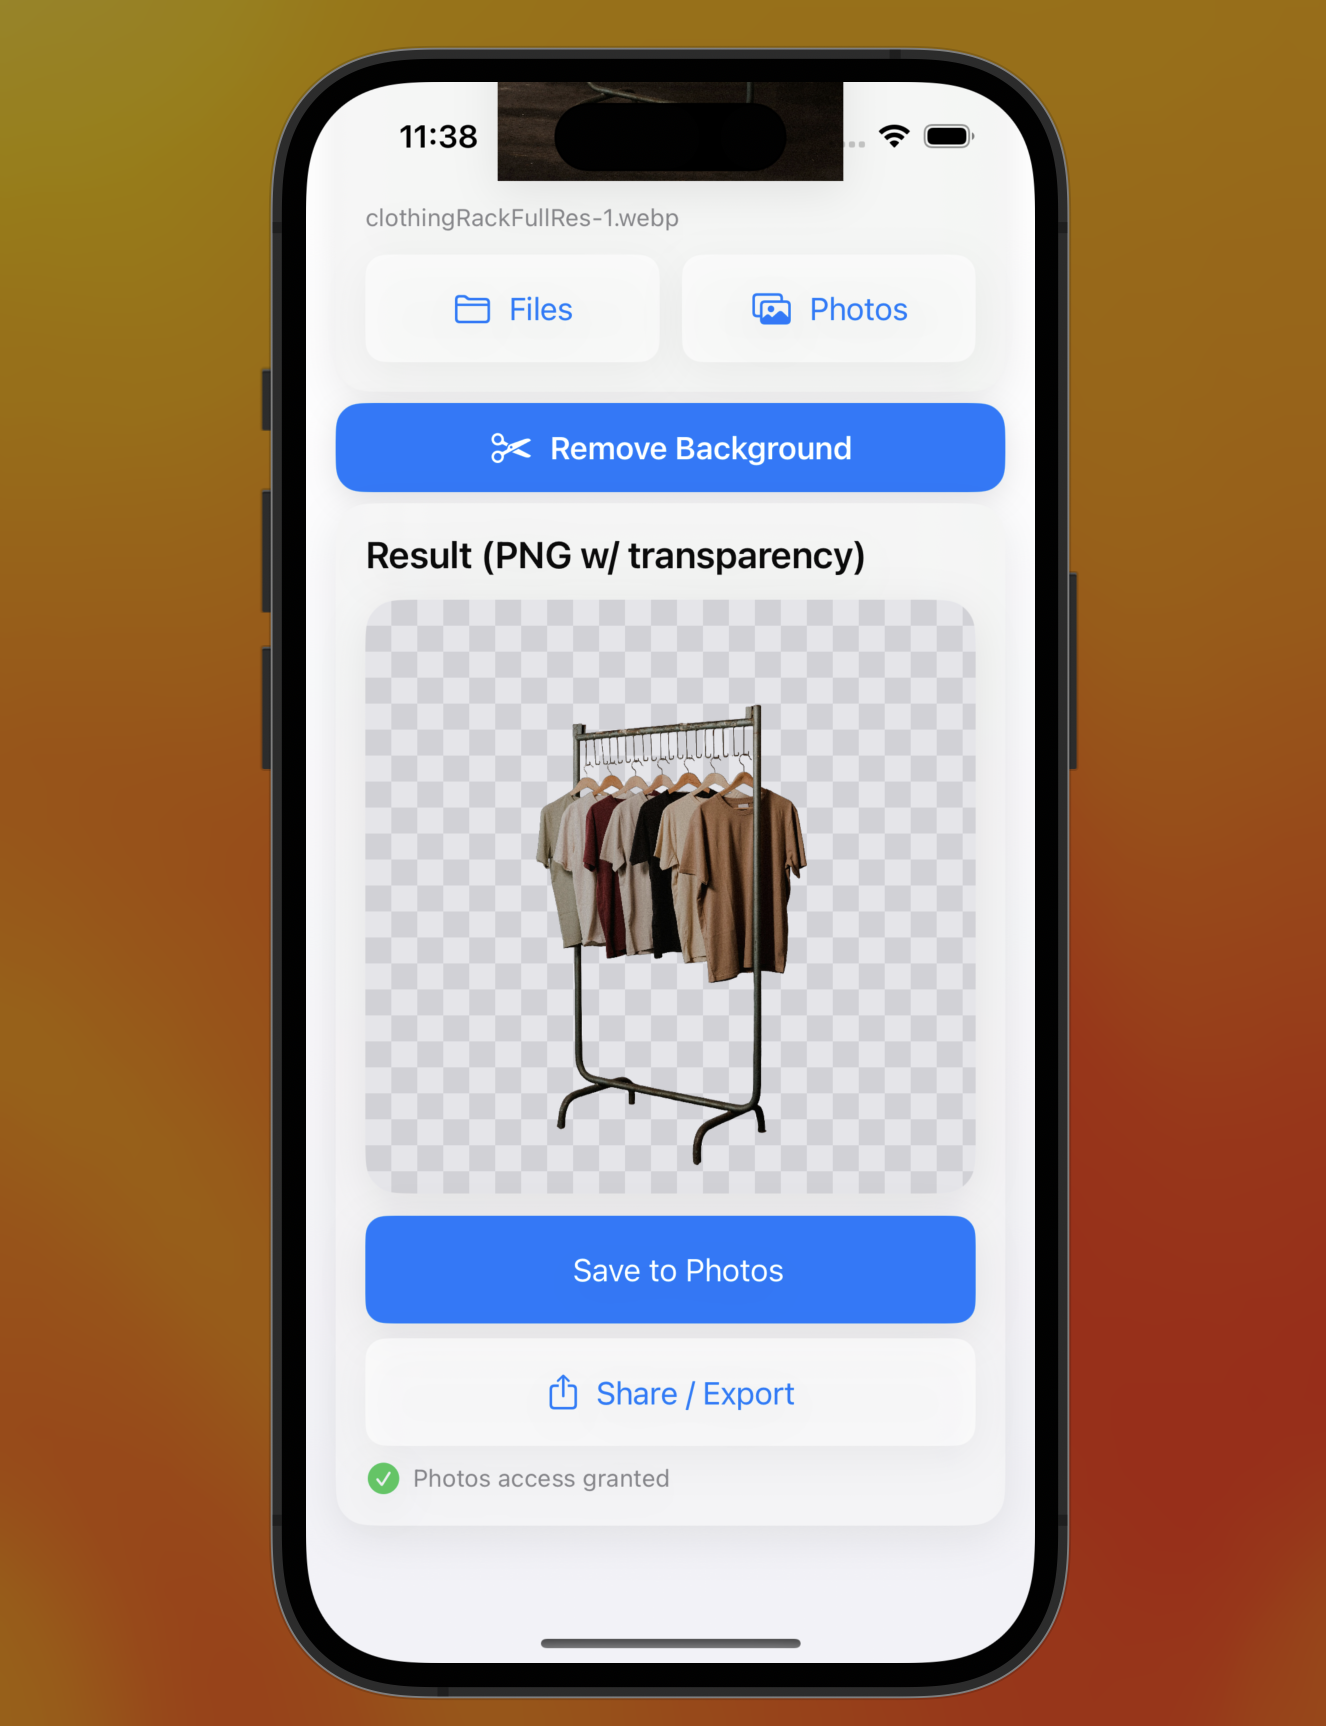 11:38
clothingRackFullRes-1.webp
Files
Photos
Remove Background
Result (PNG w/ transparency)
Save to Photos
Share / Export
Photos access granted